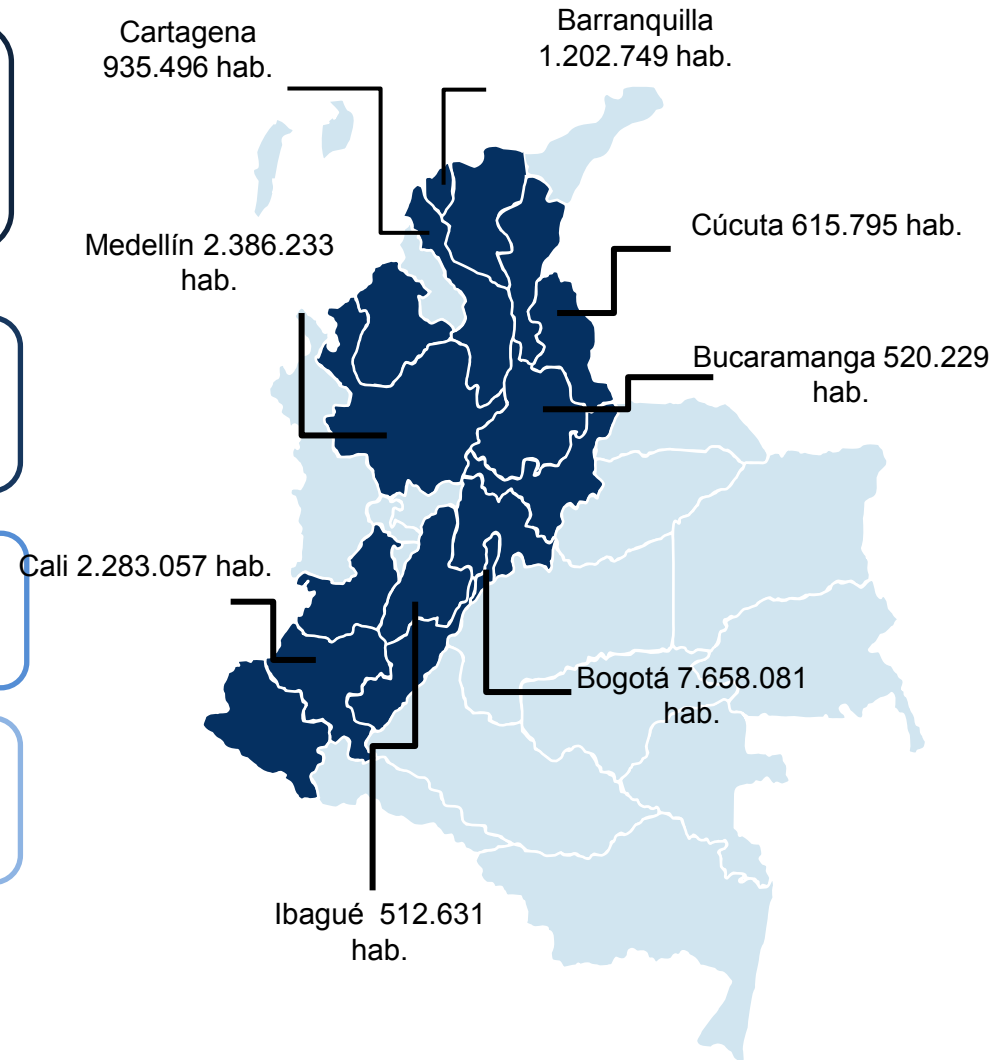 Cartagena
935.496 hab.
Barranquilla
1.202.749 hab.
Medellín 2.386.233
hab.
Cúcuta 615.795 hab.
Bucaramanga 520.229
hab.
Cali 2.283.057 hab.
Bogotá 7.658.081
hab.
Ibagué 512.631
hab.